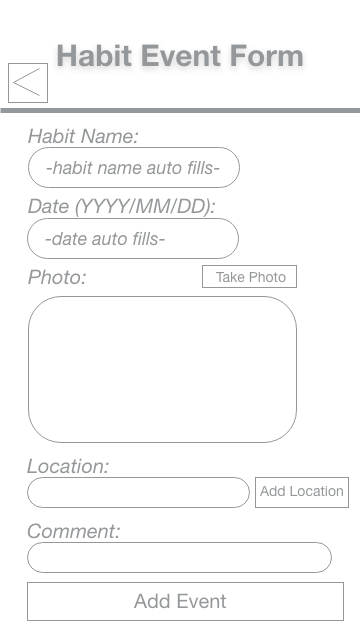 Habit Event Form
Habit Name:
-habit name auto fills-
Date (YYYY/MM/DD):
-date auto fills-
Photo:
Take Photo
Location:
Add Location
Comment:
Add Event